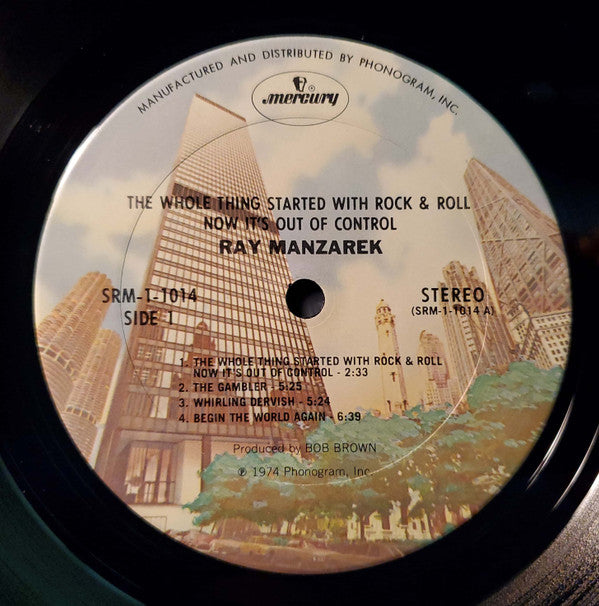 MANUFACTURED AND DISTRIBUTED BY PHONOGRAM, INC.
mercury
®
THE WHOLE THING STARTED WITH ROCK & ROLL
NOW IT'S OUT OF CONTROL
RAY MANZAREK
SRM-1-1014
SIDE 1
STEREO
(SRM-1-1014 A)
1. THE WHOLE THING STARTED WITH ROCK & ROLL
NOW IT'S OUT OF CONTROL - 2:33
2. THE GAMBLER - 5:25
3. WHIRLING DERVISH - 5:24
4. BEGIN THE WORLD AGAIN - 6:39
Produced by BOB BROWN
℗ 1974 Phonogram, Inc.